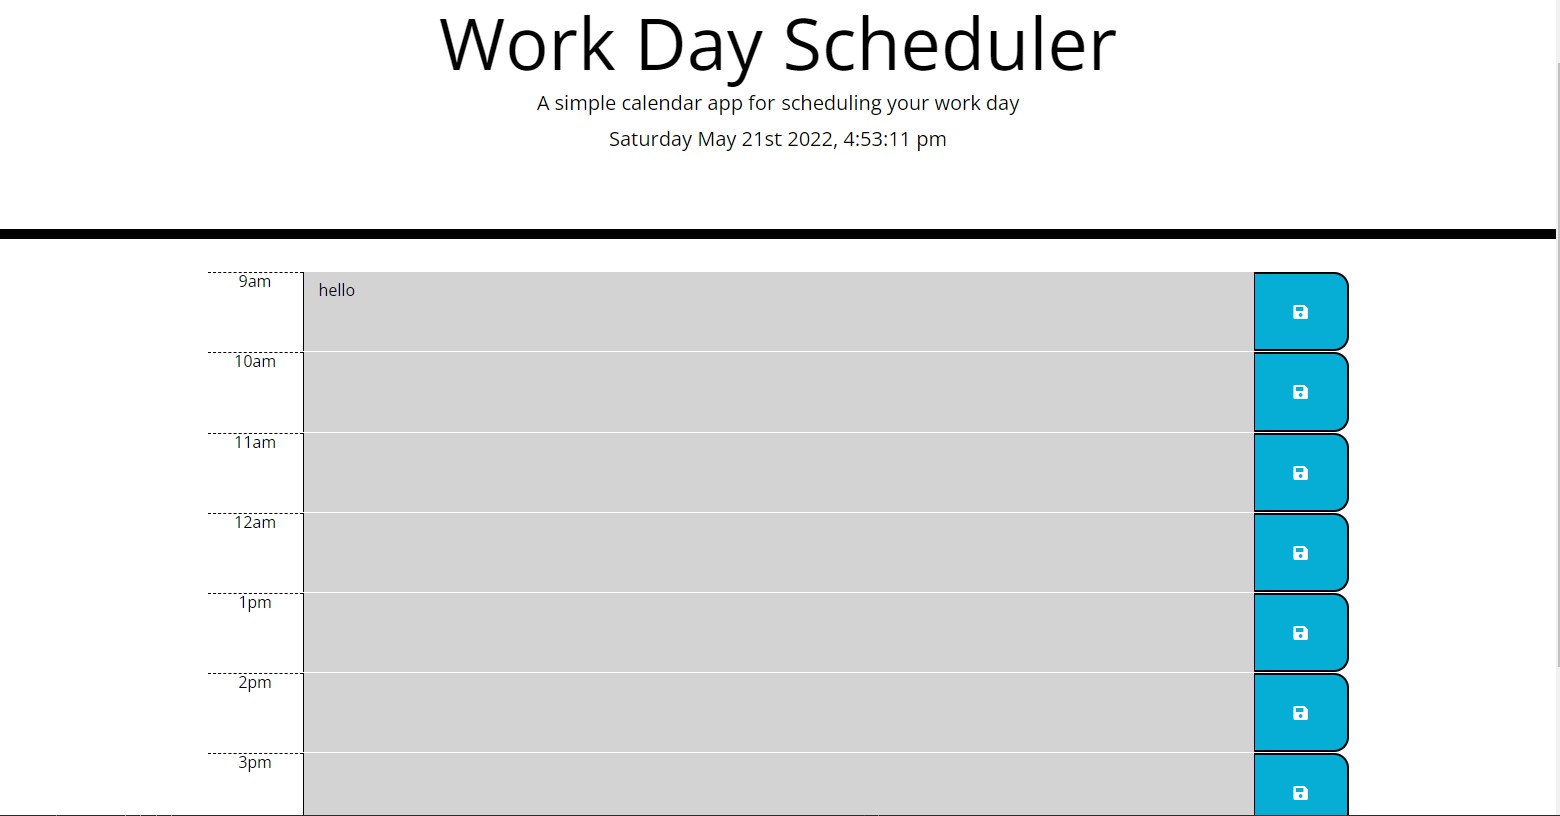 Work Day Scheduler
A simple calendar app for scheduling your work day
Saturday May 21st 2022, 4:53:11 pm
9am
hello
10am
11am
12am
1pm
2pm
3pm